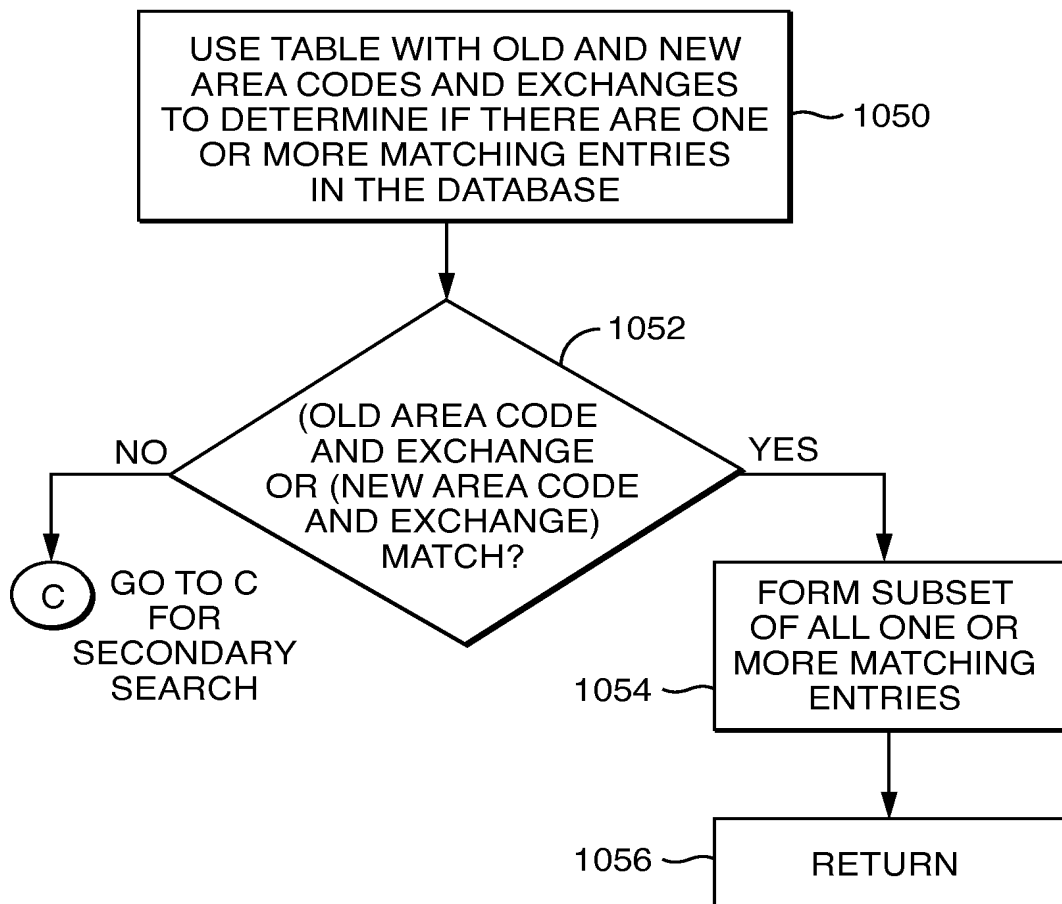 USE TABLE WITH OLD AND NEW
AREA CODES AND EXCHANGES
TO DETERMINE IF THERE ARE ONE
OR MORE MATCHING ENTRIES
IN THE DATABASE
1050
1052
(OLD AREA CODE
AND EXCHANGE
OR (NEW AREA CODE
AND EXCHANGE)
MATCH?
NO
YES
C
GO TO C
FOR
SECONDARY
SEARCH
FORM SUBSET
OF ALL ONE OR
MORE MATCHING
ENTRIES
1054
1056
RETURN